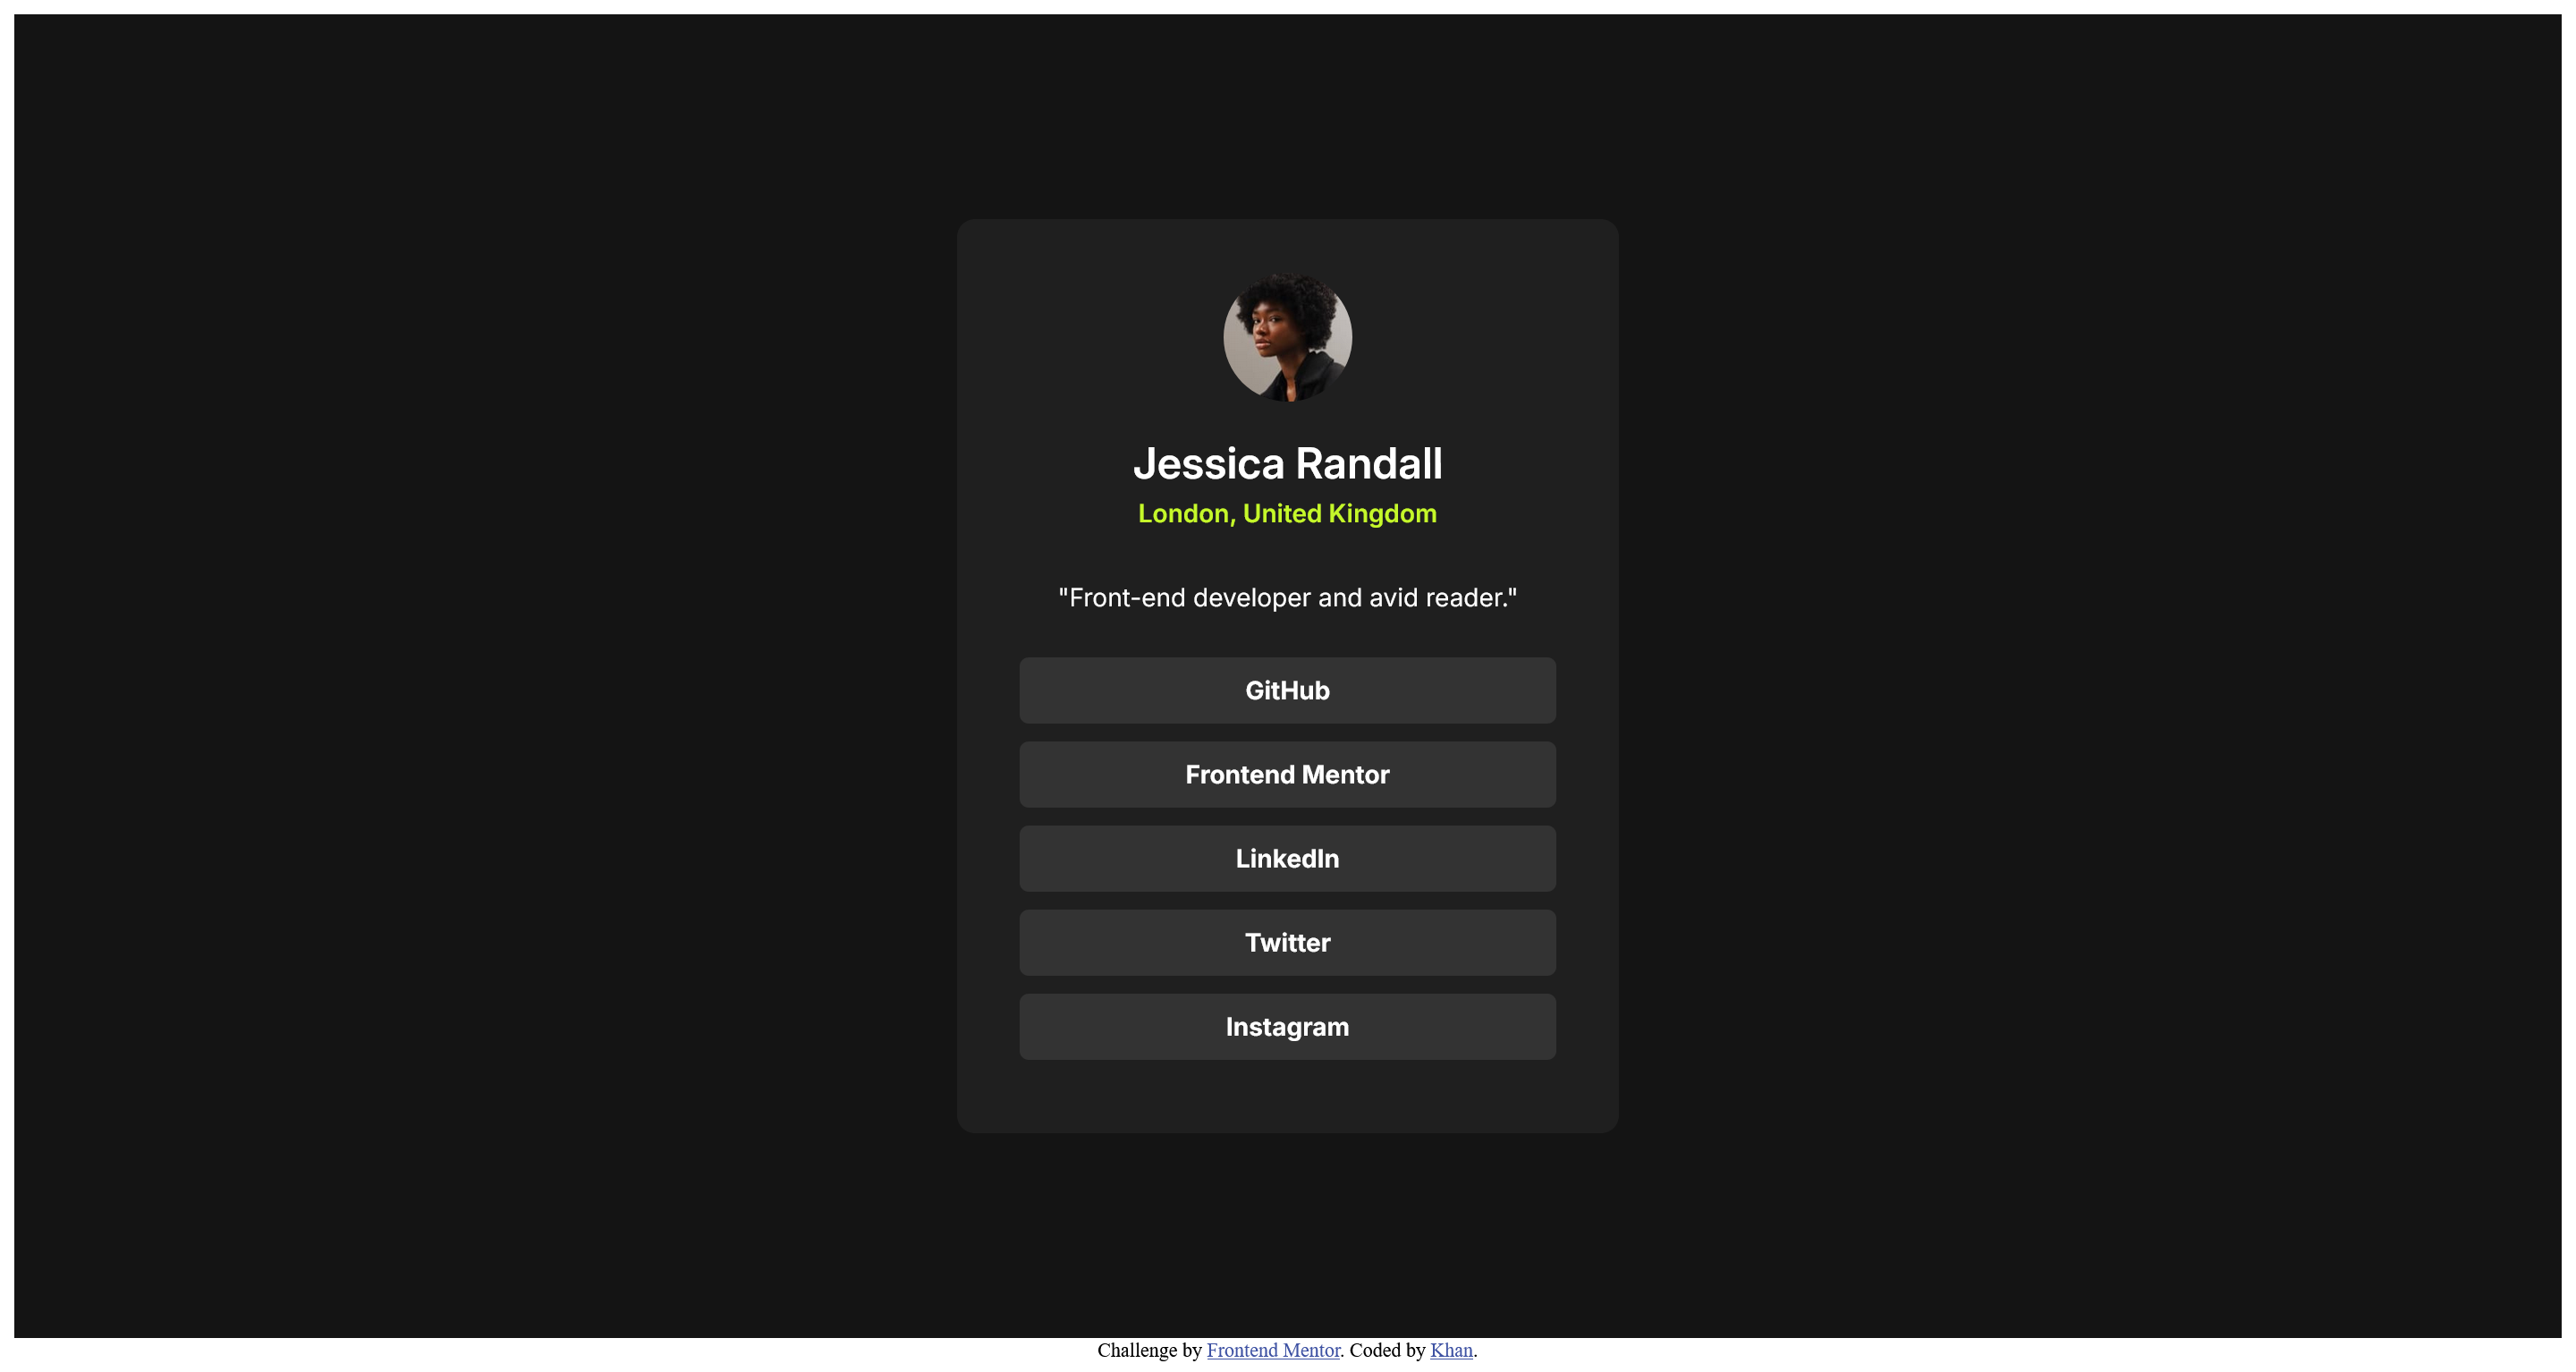 Jessica Randall
London, United Kingdom
"Front-end developer and avid reader."
GitHub
Frontend Mentor
LinkedIn
Twitter
Instagram
Challenge by Frontend Mentor. Coded by Khan.